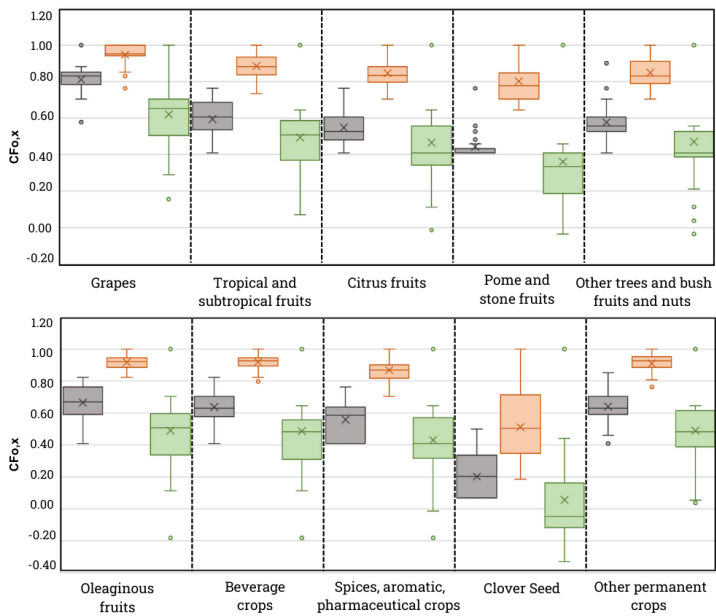 1.20
1.00
0.80
0.60
0.40
0.20
0.00
-0.20
CFo,x
Grapes
Tropical and
subtropical fruits
Citrus fruits
Pome and
stone fruits
Other trees and bush
fruits and nuts
1.20
1.00
0.80
0.60
0.40
0.20
0.00
-0.20
-0.40
CFo,x
Oleaginous
fruits
Beverage
crops
Spices, aromatic,
pharmaceutical crops
Clover Seed
Other permanent
crops